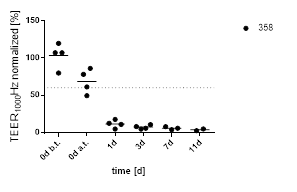 TEER1000Hz normalized [%]
150
100
50
0
0d b.t.
0d a.t.
1d
3d
7d
11d
time [d]
358